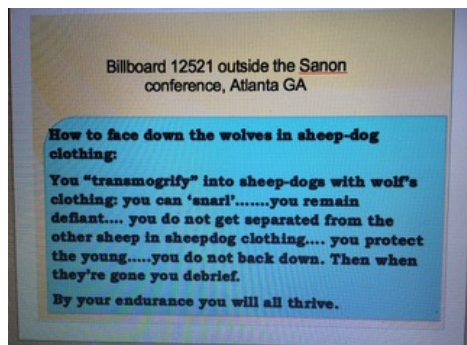 Billboard 12521 outside the Sanon
conference, Atlanta GA
How to face down the wolves in sheep-dog
clothing:
You "transmogrify" into sheep-dogs with wolf's
clothing: you can 'snarl'.......you remain
defiant.... you do not get separated from the
other sheep in sheepdog clothing.... you protect
the young.....you do not back down. Then when
they're gone you debrief.
By your endurance you will all thrive.